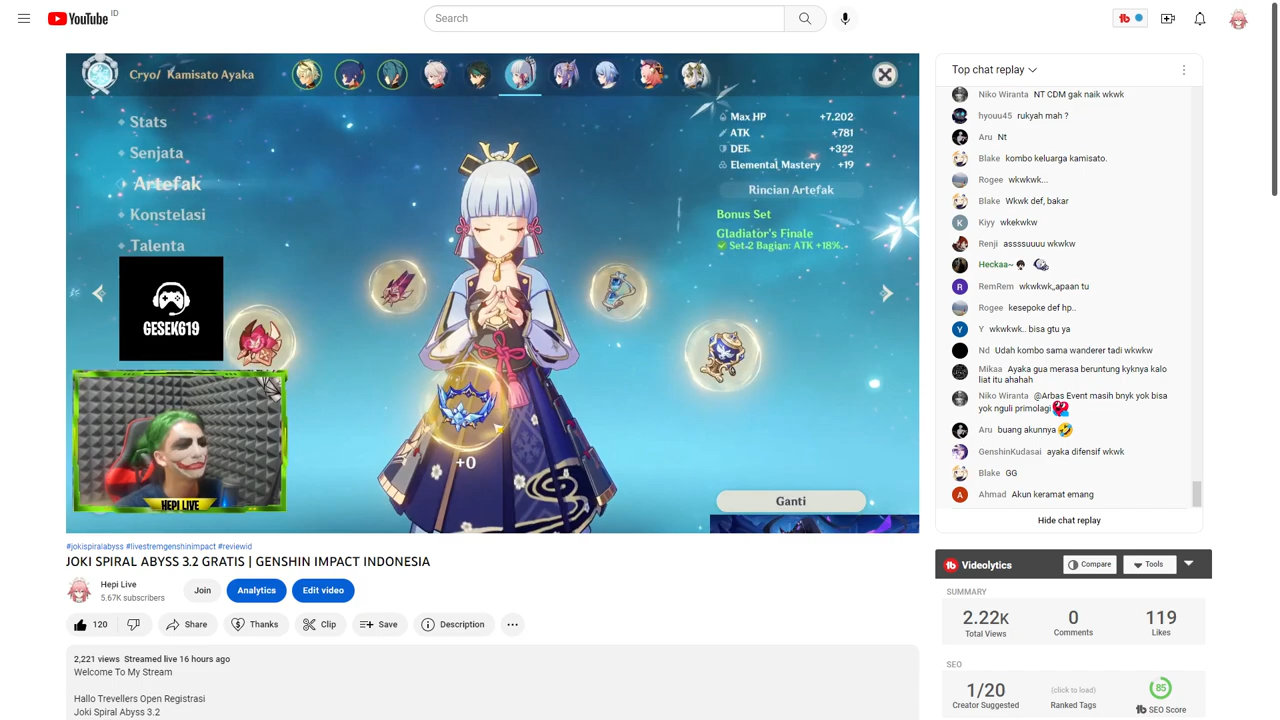 YouTube ID
Search
Cryo/ Kamisato Ayaka
Stats
Senjata
Artefak
Konstelasi
Talenta
Max HP +7.202
ATK +781
DEF +322
Elemental Mastery +19
Rincian Artefak
Bonus Set
Gladiator's Finale
Set 2 Bagian: ATK +18%.
GESEK619
HEPI LIVE
+0
Ganti
#jokispiralabyss #livestremgenshinimpact #reviewid
JOKI SPIRAL ABYSS 3.2 GRATIS | GENSHIN IMPACT INDONESIA
Hepi Live
5.67K subscribers
Join
Analytics
Edit video
120
Share
Thanks
Clip
Save
Description
2,221 views Streamed live 16 hours ago
Welcome To My Stream
Hallo Trevellers Open Registrasi
Joki Spiral Abyss 3.2
Top chat replay
Niko Wiranta NT CDM gak naik wkwk
hyouu45 rukyah mah ?
Aru Nt
Blake kombo keluarga kamisato.
Rogee wkwkwk...
Blake Wkwk def, bakar
K Kiyy wkekwkw
Renji assssuuuu wkwkw
Heckaa~
R RemRem wkwkwk,,apaan tu
Rogee kesepoke def hp..
Y Y wkwkwk.. bisa gtu ya
Nd Udah kombo sama wanderer tadi wkwkw
Mikaa Ayaka gua merasa beruntung kyknya kalo
liat itu ahahah
Niko Wiranta @Arbas Event masih bnyk yok bisa
yok nguli primolagi
Aru buang akunnya 🤣
GenshinKudasai ayaka difensif wkwk
Blake GG
A Ahmad Akun keramat emang
Hide chat replay
tb Videolytics
Compare
Tools
SUMMARY
2.22K
Total Views
0
Comments
119
Likes
SEO
1/20
Creator Suggested
(click to load)
Ranked Tags
85
tb SEO Score